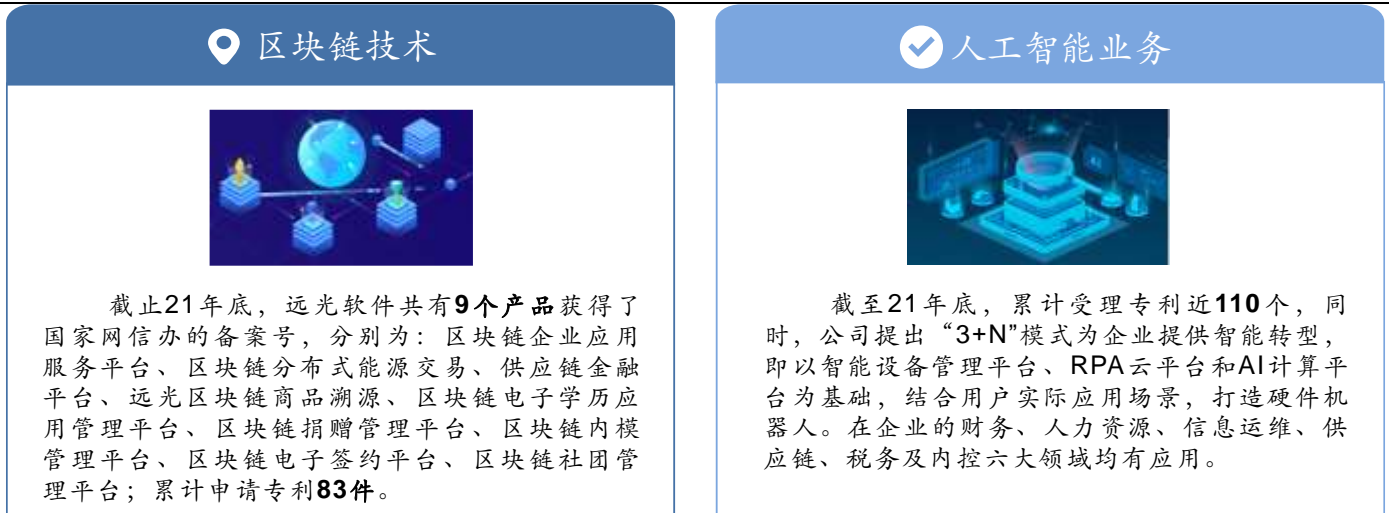 区块链技术
截止21年底，远光软件共有9个产品获得了
国家网信办的备案号，分别为：区块链企业应用
服务平台、区块链分布式能源交易、供应链金融
平台、远光区块链商品溯源、区块链电子学历应
用管理平台、区块链捐赠管理平台、区块链内模
管理平台、区块链电子签约平台、区块链社团管
理平台；累计申请专利83件。
人工智能业务
截至21年底，累计受理专利近110个，同
时，公司提出“3+N”模式为企业提供智能转型，
即以智能设备管理平台、RPA云平台和AI计算平
台为基础，结合用户实际应用场景，打造硬件机
器人。在企业的财务、人力资源、信息运维、供
应链、税务及内控六大领域均有应用。